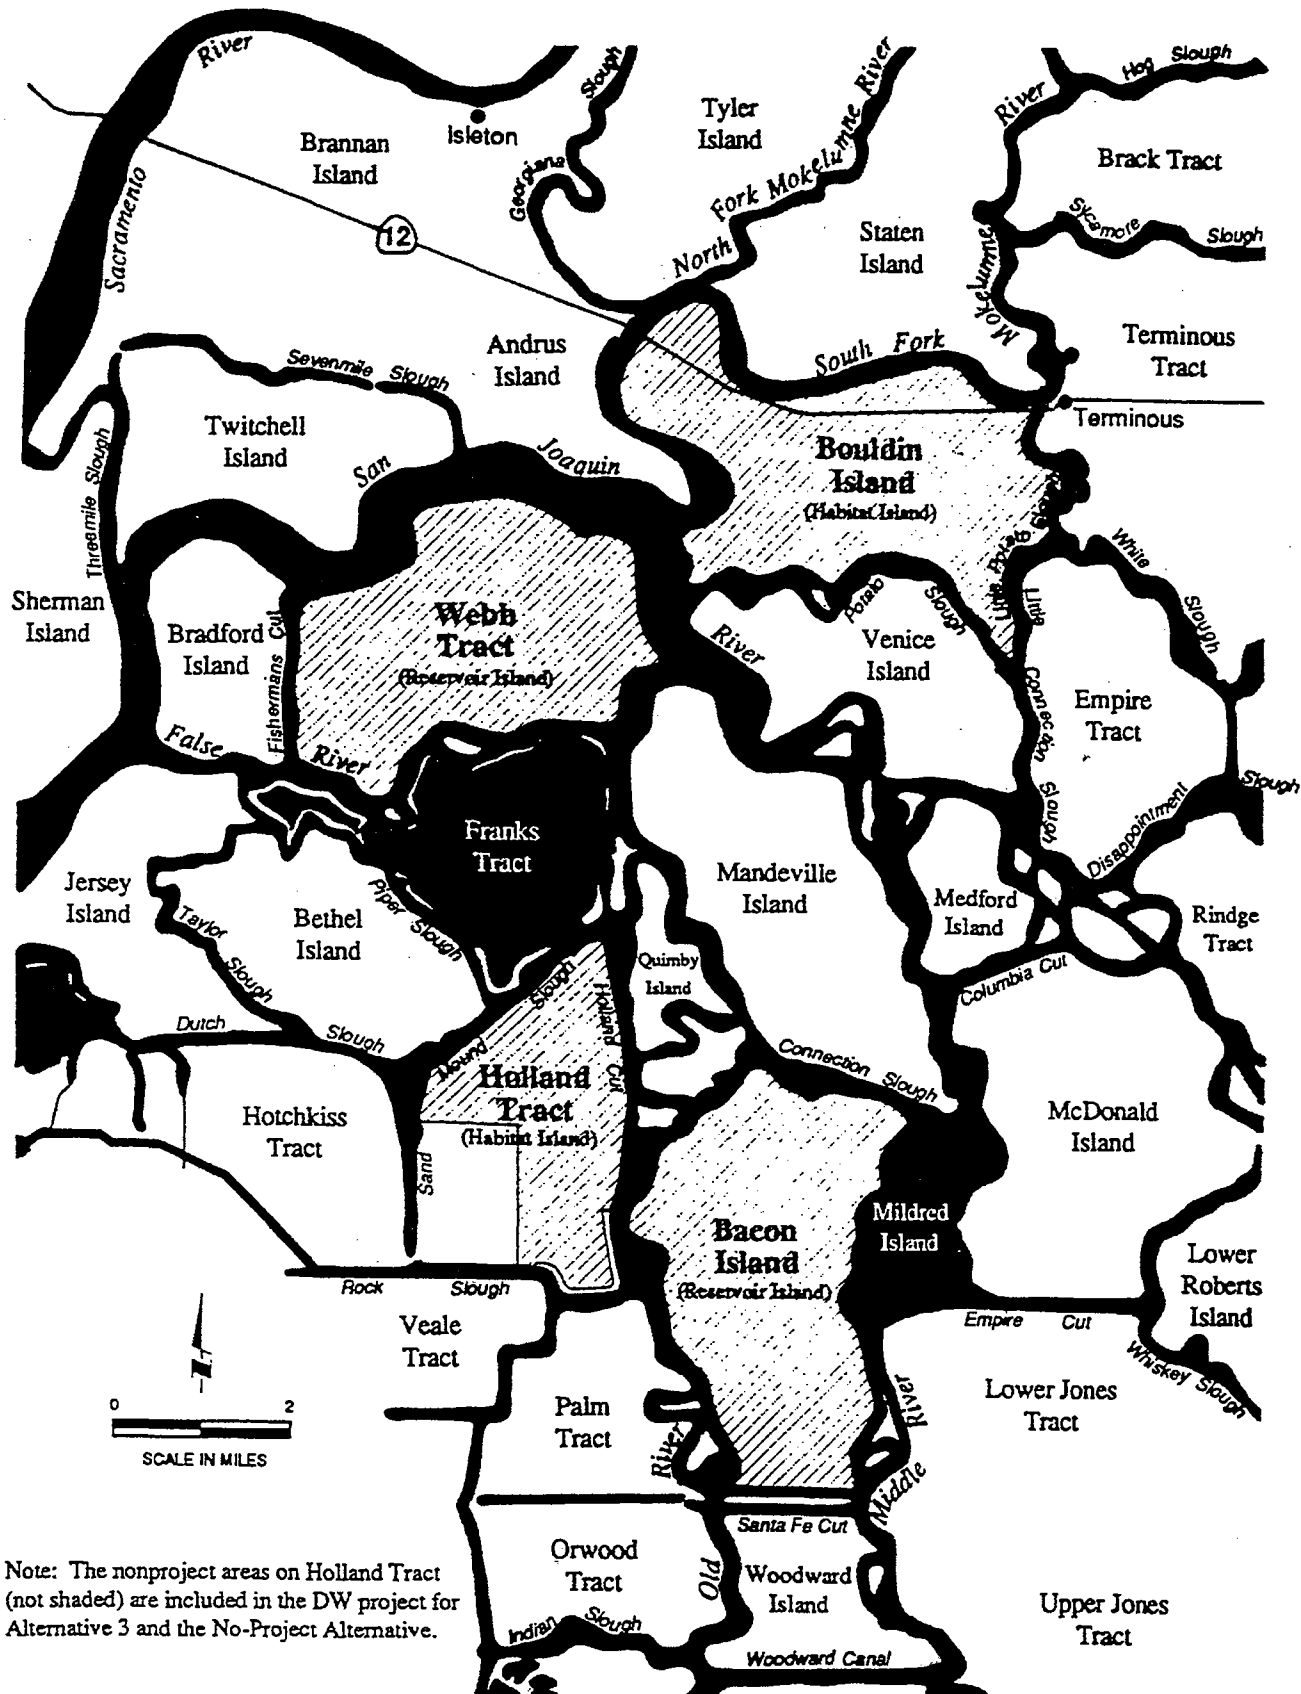 River
Isleton
Slough
Tyler
Island
River
Hog Slough
Brannan
Island
Georgiana
Fork Mokelumne River
Brack Tract
Sacramento
12
North
Staten
Island
Mokelumne
Sycamore
Slough
Andrus
Island
South Fork
Terminous
Tract
Sevenmile Slough
Terminous
Twitchell
Island
San
Joaquin
Bouldin
Island
(Habitat Island)
Threemile Slough
Little Potato Slough
White
Slough
Sherman
Island
Bradford
Island
Fishermans Cut
Webb
Tract
(Reservoir Island)
River
Potato
Slough
Venice
Island
Little
Connection
Slough
Empire
Tract
False
River
Slough
Disappointment
Franks
Tract
Jersey
Island
Taylor
Slough
Bethel
Island
Piper Slough
Mandeville
Island
Medford
Island
Rindge
Tract
Quimby
Island
Columbia Cut
Slough
Holland
Cut
Dutch
Slough
Sound
Connection Slough
Holland
Tract
(Habitat Island)
Hotchkiss
Tract
McDonald
Island
Sand
Bacon
Island
(Reservoir Island)
Mildred
Island
Lower
Roberts
Island
Rock Slough
Empire Cut
Veale
Tract
Whiskey Slough
0 2
SCALE IN MILES
Palm
Tract
River
River
Lower Jones
Tract
Middle
Santa Fe Cut
Orwood
Tract
Old
Woodward
Island
Note: The nonproject areas on Holland Tract
(not shaded) are included in the DW project for
Alternative 3 and the No-Project Alternative.
Upper Jones
Tract
Indian Slough
Woodward Canal